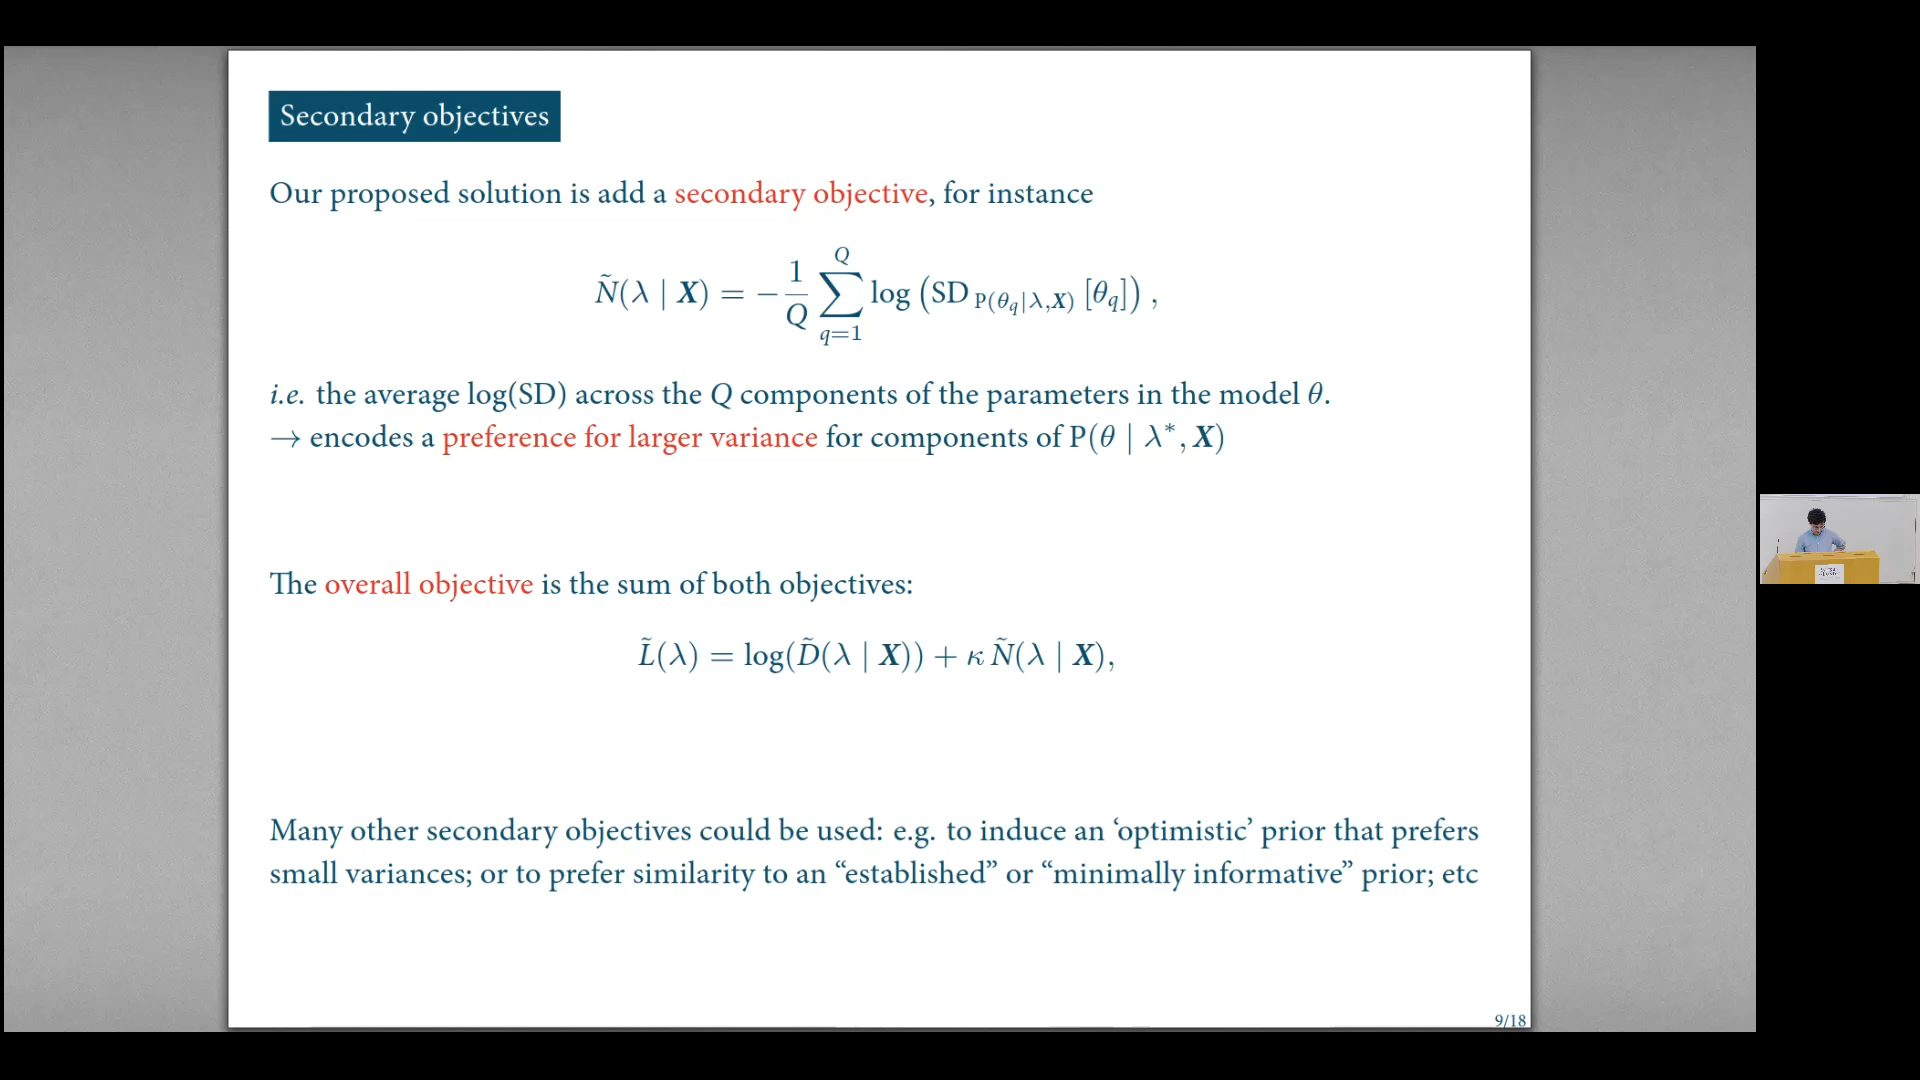 Secondary objectives
Our proposed solution is add a secondary objective, for instance
Ñ(λ | X) = −1/Q ∑_{q=1}^{Q} log (SD_{P(θ_q|λ,X)} [θ_q]) ,
i.e. the average log(SD) across the Q components of the parameters in the model θ.
→ encodes a preference for larger variance for components of P(θ | λ*, X)
The overall objective is the sum of both objectives:
L̃(λ) = log(D̃(λ | X)) + κ Ñ(λ | X),
Many other secondary objectives could be used: e.g. to induce an ‘optimistic’ prior that prefers
small variances; or to prefer similarity to an “established” or “minimally informative” prior; etc
9/18